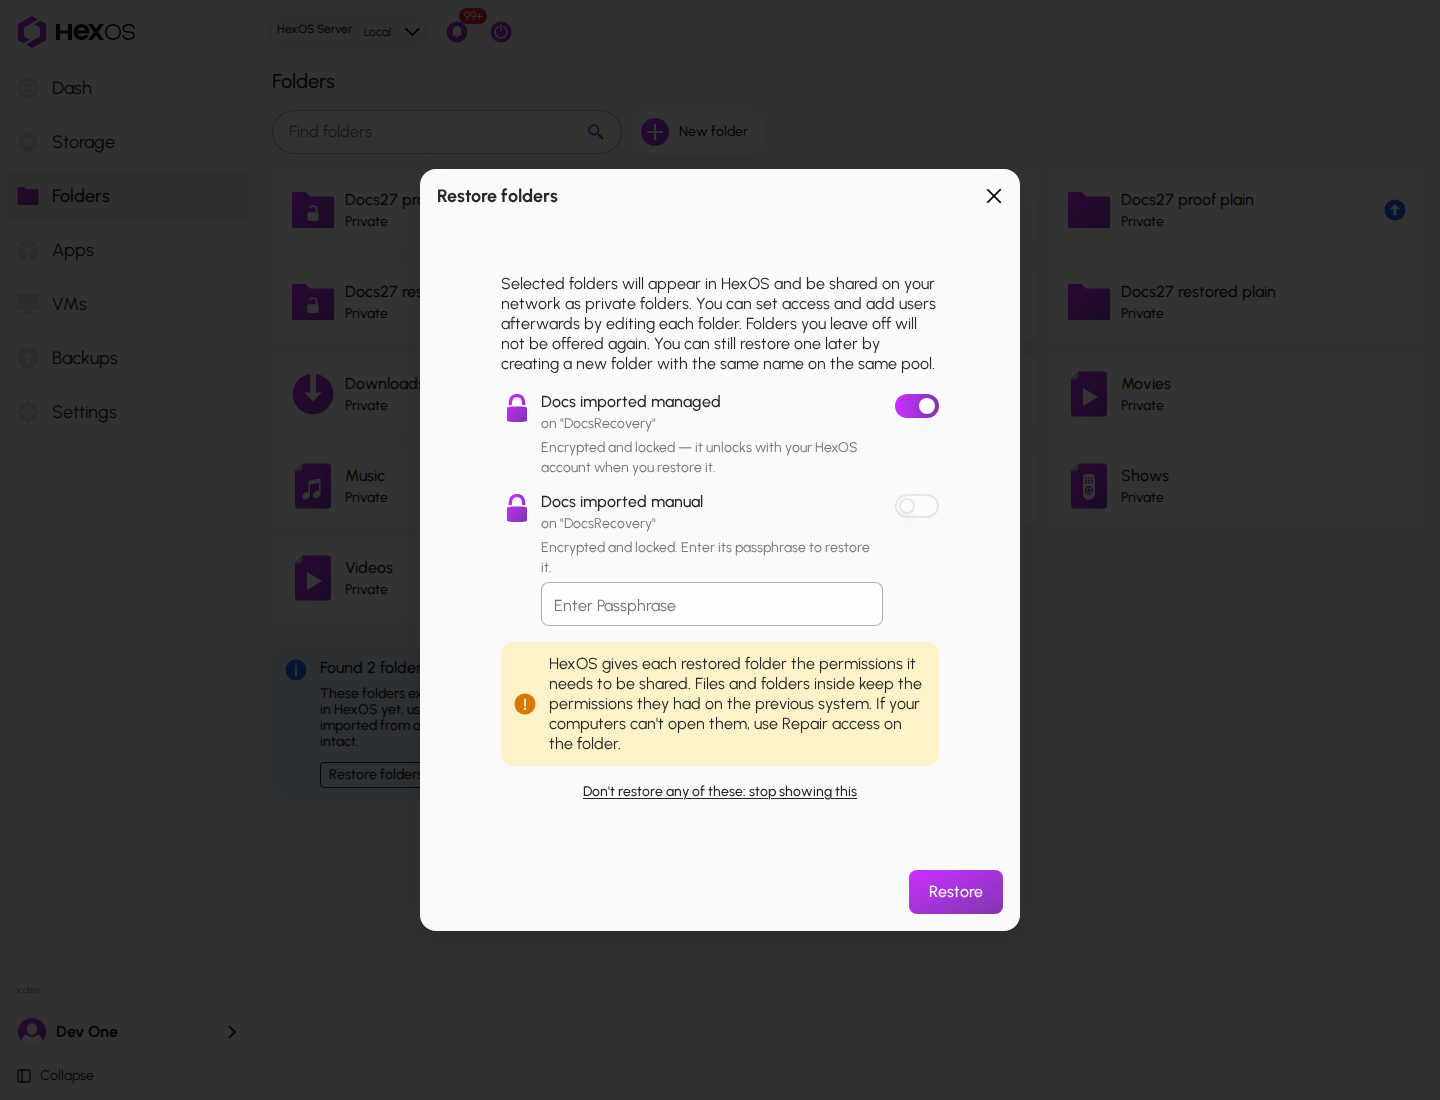 HexOS
HexOS Server
Local
99+
Dash
Storage
Folders
Apps
VMs
Backups
Settings
Folders
Find folders
New folder
Docs27 pro
Private
Docs27 proof plain
Private
Docs27 res
Private
Docs27 restored plain
Private
Downloads
Private
Movies
Private
Music
Private
Shows
Private
Videos
Private
Found 2 folder
These folders ex
in HexOS yet, us
imported from a
intact.
Restore folders
Restore folders
Selected folders will appear in HexOS and be shared on your
network as private folders. You can set access and add users
afterwards by editing each folder. Folders you leave off will
not be offered again. You can still restore one later by
creating a new folder with the same name on the same pool.
Docs imported managed
on "DocsRecovery"
Encrypted and locked — it unlocks with your HexOS
account when you restore it.
Docs imported manual
on "DocsRecovery"
Encrypted and locked. Enter its passphrase to restore
it.
Enter Passphrase
HexOS gives each restored folder the permissions it
needs to be shared. Files and folders inside keep the
permissions they had on the previous system. If your
computers can't open them, use Repair access on
the folder.
Don't restore any of these: stop showing this
Restore
v.dev
Dev One
Collapse